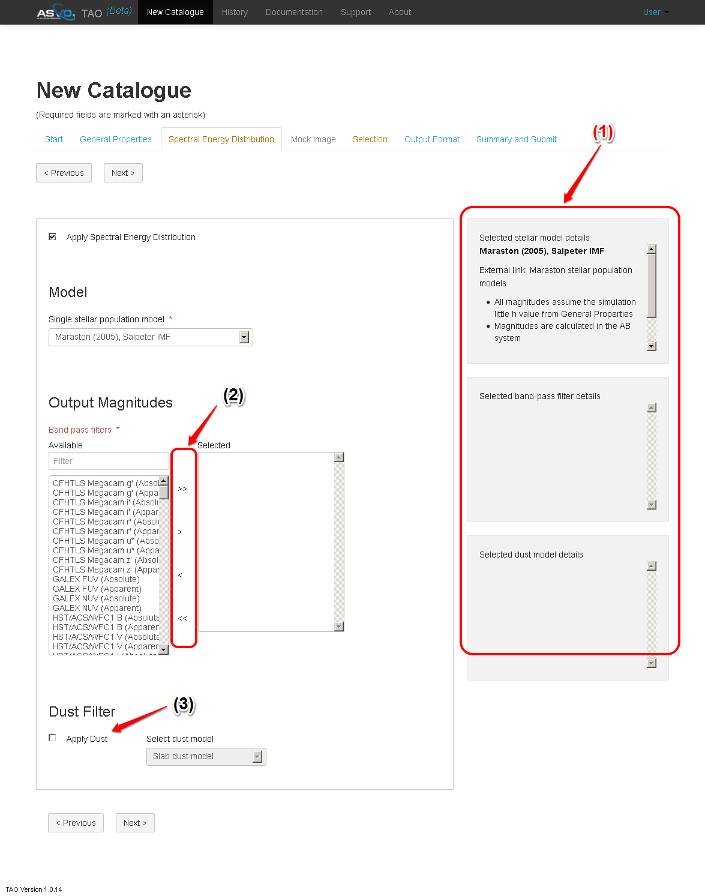 ASVO TAO (Beta) New Catalogue History Documentation Support About User
New Catalogue
(Required fields are marked with an asterisk)
(1)
Start General Properties Spectral Energy Distribution Mock Image Selection Output Format Summary and Submit
< Previous Next >
Apply Spectral Energy Distribution
Selected stellar model details
Maraston (2005), Salpeter IMF
External link: Maraston stellar population
models
• All magnitudes assume the simulation
little h value from General Properties
• Magnitudes are calculated in the AB
system
Model
Single stellar population model *
Maraston (2005), Salpeter IMF
(2)
Output Magnitudes
Selected band-pass filter details
Band pass filters *
Available Selected
Filter
CFHTLS Megacam g' (Absol
CFHTLS Megacam g' (Appa
CFHTLS Megacam i' (Absolu
CFHTLS Megacam i' (Appar
CFHTLS Megacam r' (Absolu
CFHTLS Megacam r' (Appar
CFHTLS Megacam u* (Absol
CFHTLS Megacam u* (Appa
CFHTLS Megacam z' (Absol
CFHTLS Megacam z' (Appar
GALEX FUV (Absolute)
GALEX FUV (Apparent)
GALEX NUV (Absolute)
GALEX NUV (Apparent)
HST/ACS/WFC1 B (Absolute
HST/ACS/WFC1 B (Apparen
HST/ACS/WFC1 V (Absolute
HST/ACS/WFC1 V (Apparen
>>
>
<
<<
Selected dust model details
(3)
Dust Filter
Apply Dust Select dust model
Slab dust model
< Previous Next >
TAO Version 1.0.14